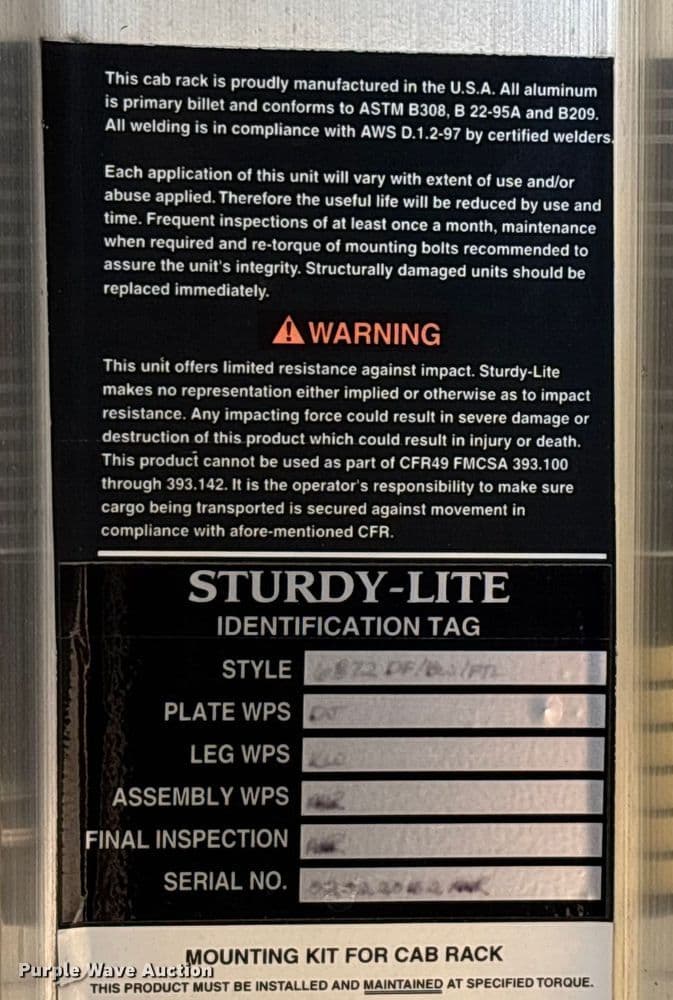 This cab rack is proudly manufactured in the U.S.A. All aluminum
is primary billet and conforms to ASTM B308, B 22-95A and B209.
All welding is in compliance with AWS D.1.2-97 by certified welders.
Each application of this unit will vary with extent of use and/or
abuse applied. Therefore the useful life will be reduced by use and
time. Frequent inspections of at least once a month, maintenance
when required and re-torque of mounting bolts recommended to
assure the unit's integrity. Structurally damaged units should be
replaced immediately.
WARNING
This unit offers limited resistance against impact. Sturdy-Lite
makes no representation either implied or otherwise as to impact
resistance. Any impacting force could result in severe damage or
destruction of this product which could result in injury or death.
This product cannot be used as part of CFR49 FMCSA 393.100
through 393.142. It is the operator's responsibility to make sure
cargo being transported is secured against movement in
compliance with afore-mentioned CFR.
STURDY-LITE
IDENTIFICATION TAG
STYLE
PLATE WPS
LEG WPS
ASSEMBLY WPS
FINAL INSPECTION
SERIAL NO.
MOUNTING KIT FOR CAB RACK
Purple Wave Auction
THIS PRODUCT MUST BE INSTALLED AND MAINTAINED AT SPECIFIED TORQUE.